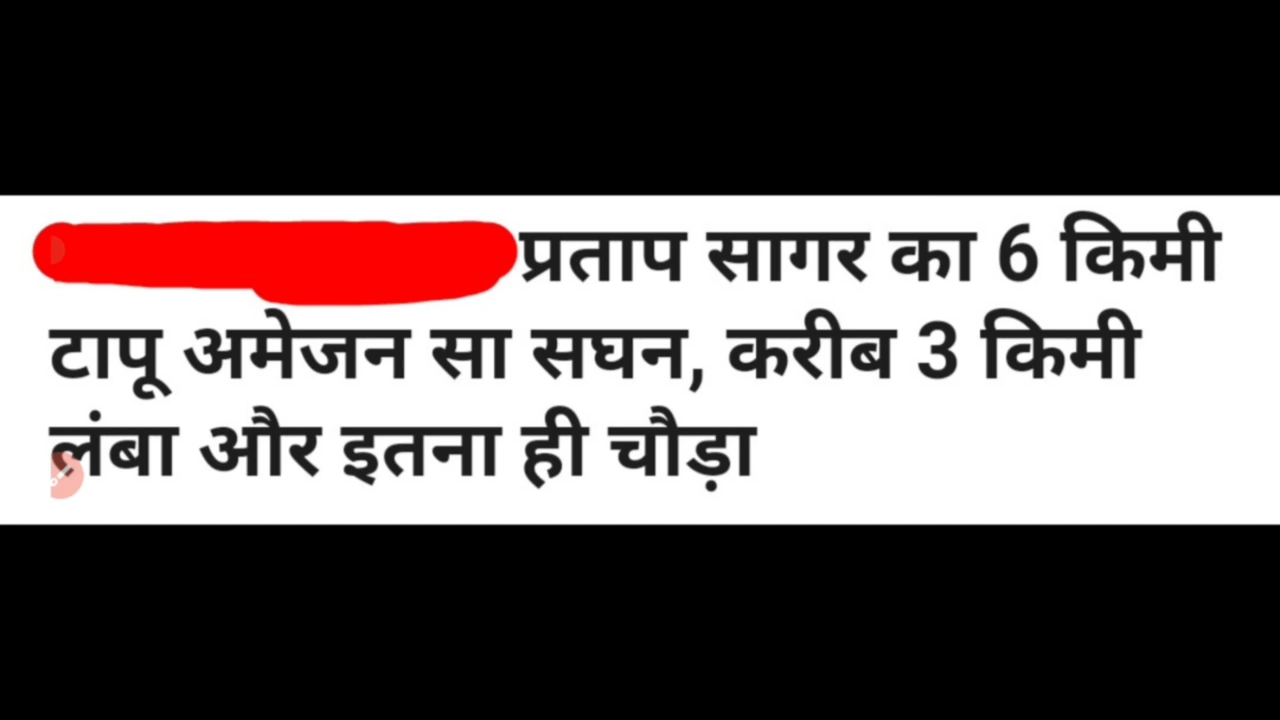 प्रताप सागर का 6 किमी
टापू अमेजन सा सघन, करीब 3 किमी
लंबा और इतना ही चौड़ा